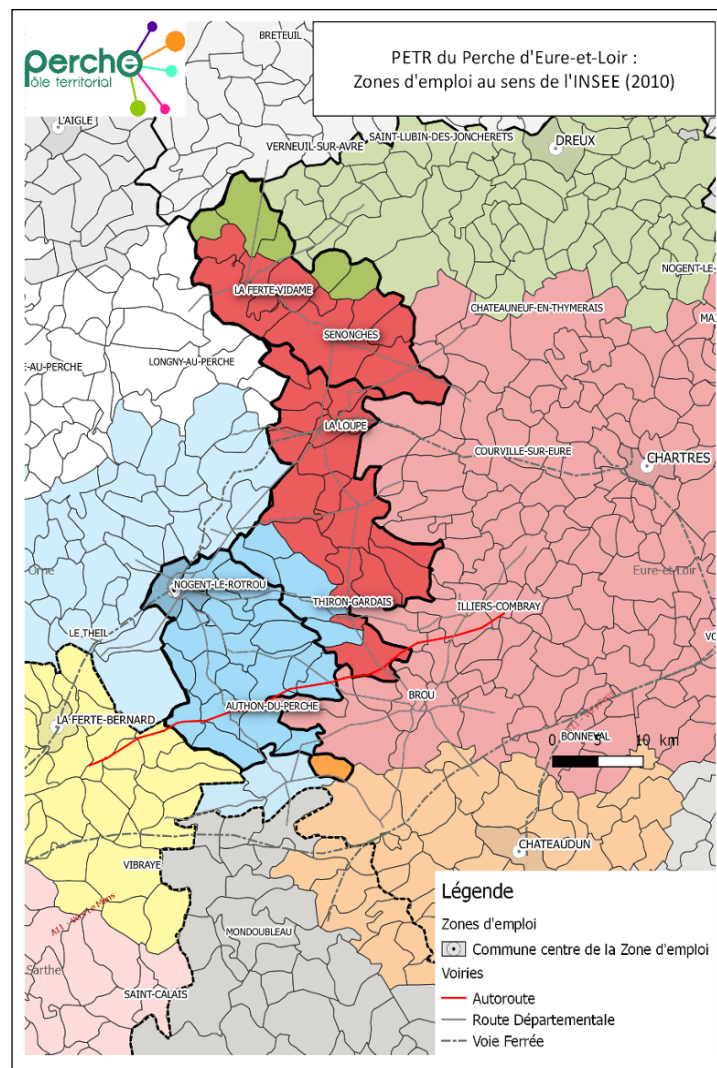 perche
pôle territorial
PETR du Perche d'Eure-et-Loir :
Zones d'emploi au sens de l'INSEE (2010)
BRETEUIL
L'AIGLE
SAINT-LUBIN-DES-JONCHERETS
DREUX
VERNEUIL-SUR-AVRE
NOGENT-LE-
LA FERTE-VIDAME
CHATEAUNEUF-EN-THYMERAIS
MA
SENONCHES
LONGNY-AU-PERCHE
E-AU-PERCHE
LA LOUPE
COURVILLE-SUR-EURE
CHARTRES
Orne
Eure-et-Loir
NOGENT-LE-ROTROU
THIRON-GARDAIS
ILLIERS-COMBRAY
LE THEIL
VO
BROU
AUTHON-DU-PERCHE
LA-FERTE-BERNARD
BONNEVAL
0 5 10 km
CHATEAUDUN
VIBRAYE
MONDOUBLEAU
Sarthe
SAINT-CALAIS
Légende
Zones d'emploi
Commune centre de la Zone d'emploi
Voiries
Autoroute
Route Départementale
Voie Ferrée